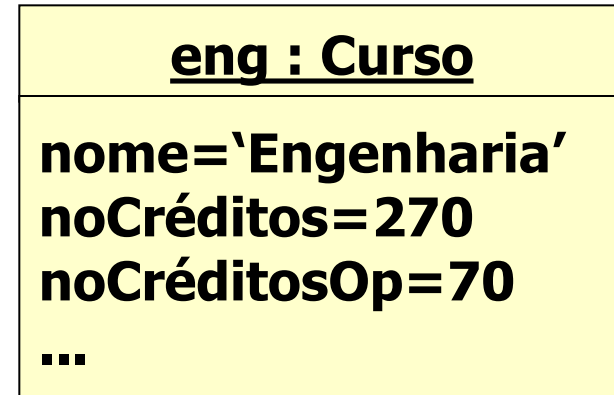 eng : Curso
nome=‘Engenharia’
noCréditos=270
noCréditosOp=70
...